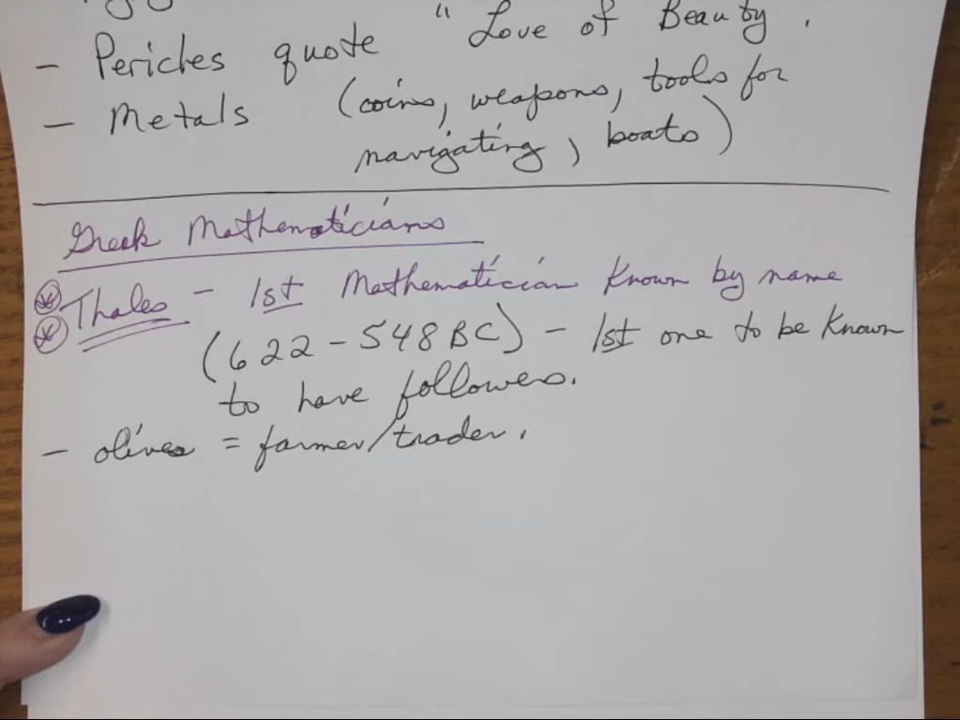 - Pericles quote " Love of Beauty .
- Metals (coins, weapons, tools for
navigating, boats)
Greek Mathematicians
Thales - 1st Mathematician Known by name
(622 - 548 BC) - 1st one to be Known
to have followers.
- olives = farmer/trader.